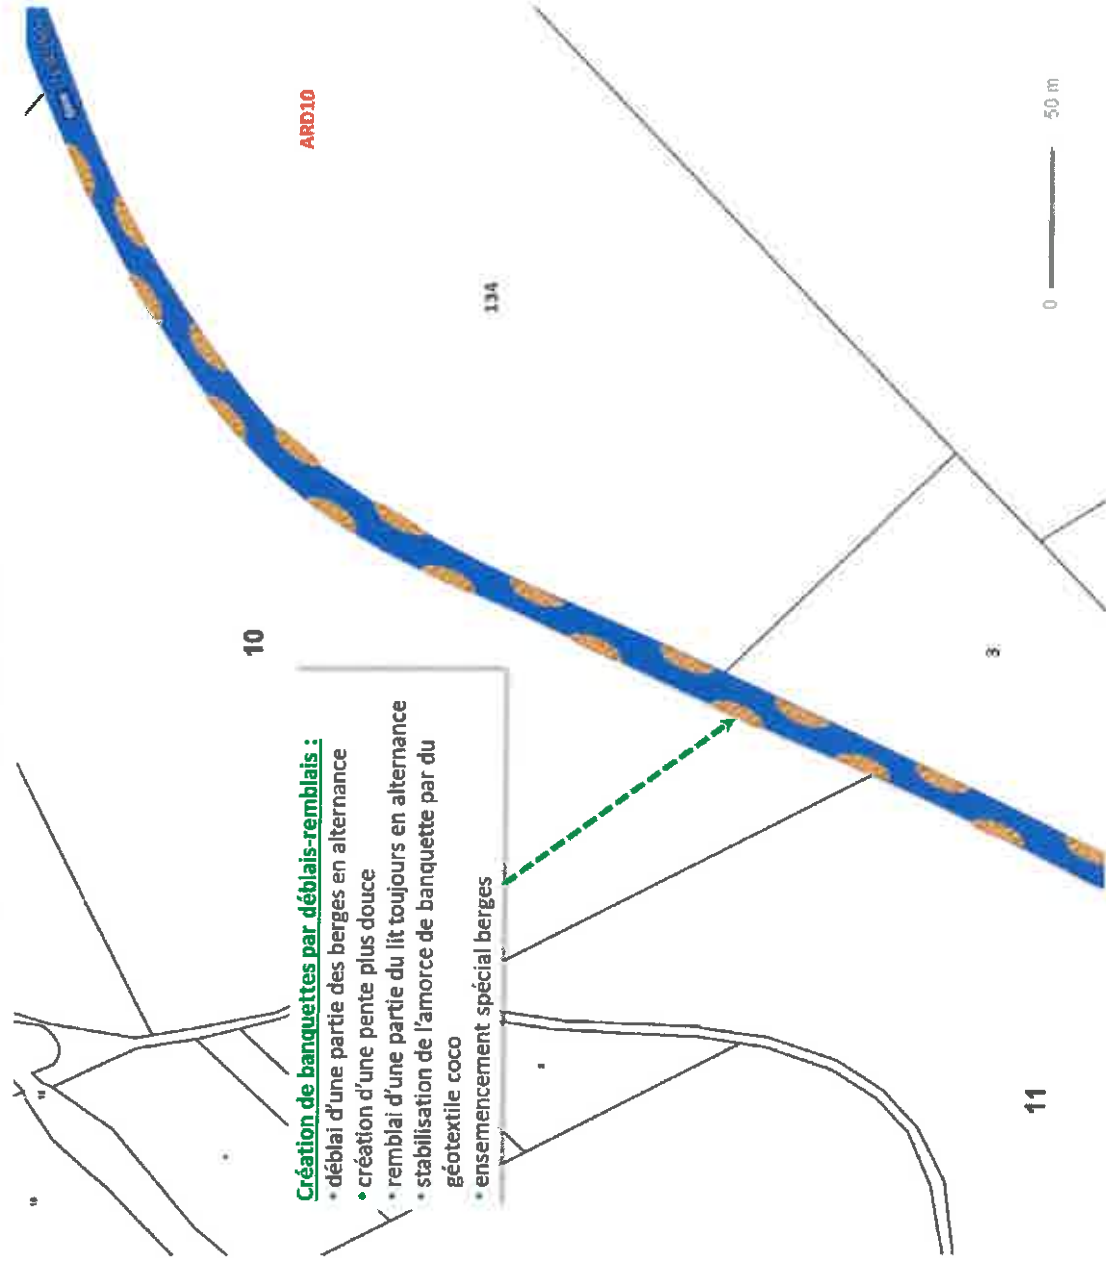 Création de banquettes par déblais-remblais :
• déblai d'une partie des berges en alternance
• création d'une pente plus douce
• remblai d'une partie du lit toujours en alternance
• stabilisation de l'amorce de banquette par du
géotextile coco
• ensemencement spécial berges
10
11
134
ARD10
0 50 m